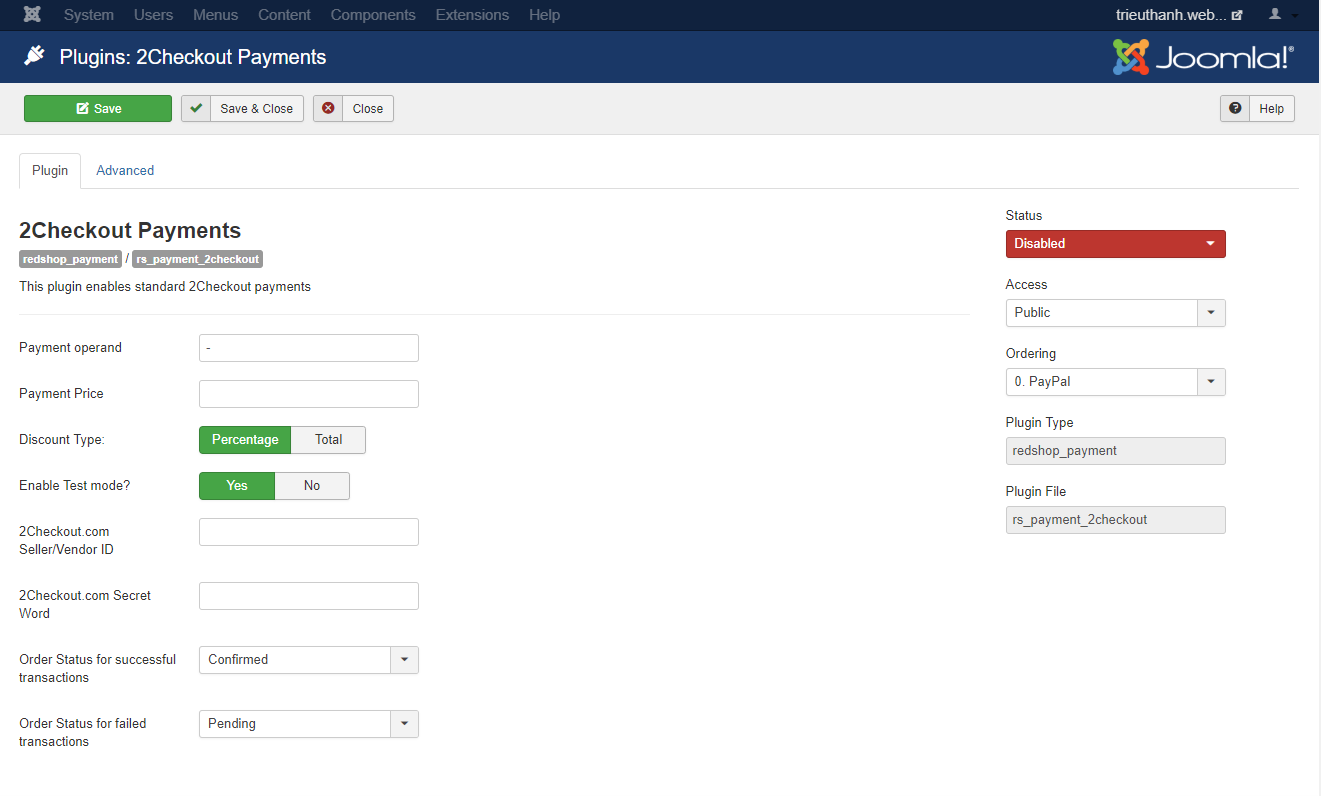 System Users Menus Content Components Extensions Help trieuthanh.web...
Plugins: 2Checkout Payments
Joomla!®
Save
Save & Close
Close
Help
Plugin
Advanced
2Checkout Payments
redshop_payment / rs_payment_2checkout
This plugin enables standard 2Checkout payments
Payment operand
-
Payment Price
Discount Type:
Percentage
Total
Enable Test mode?
Yes
No
2Checkout.com
Seller/Vendor ID
2Checkout.com Secret
Word
Order Status for successful
transactions
Confirmed
Order Status for failed
transactions
Pending
Status
Disabled
Access
Public
Ordering
0. PayPal
Plugin Type
redshop_payment
Plugin File
rs_payment_2checkout